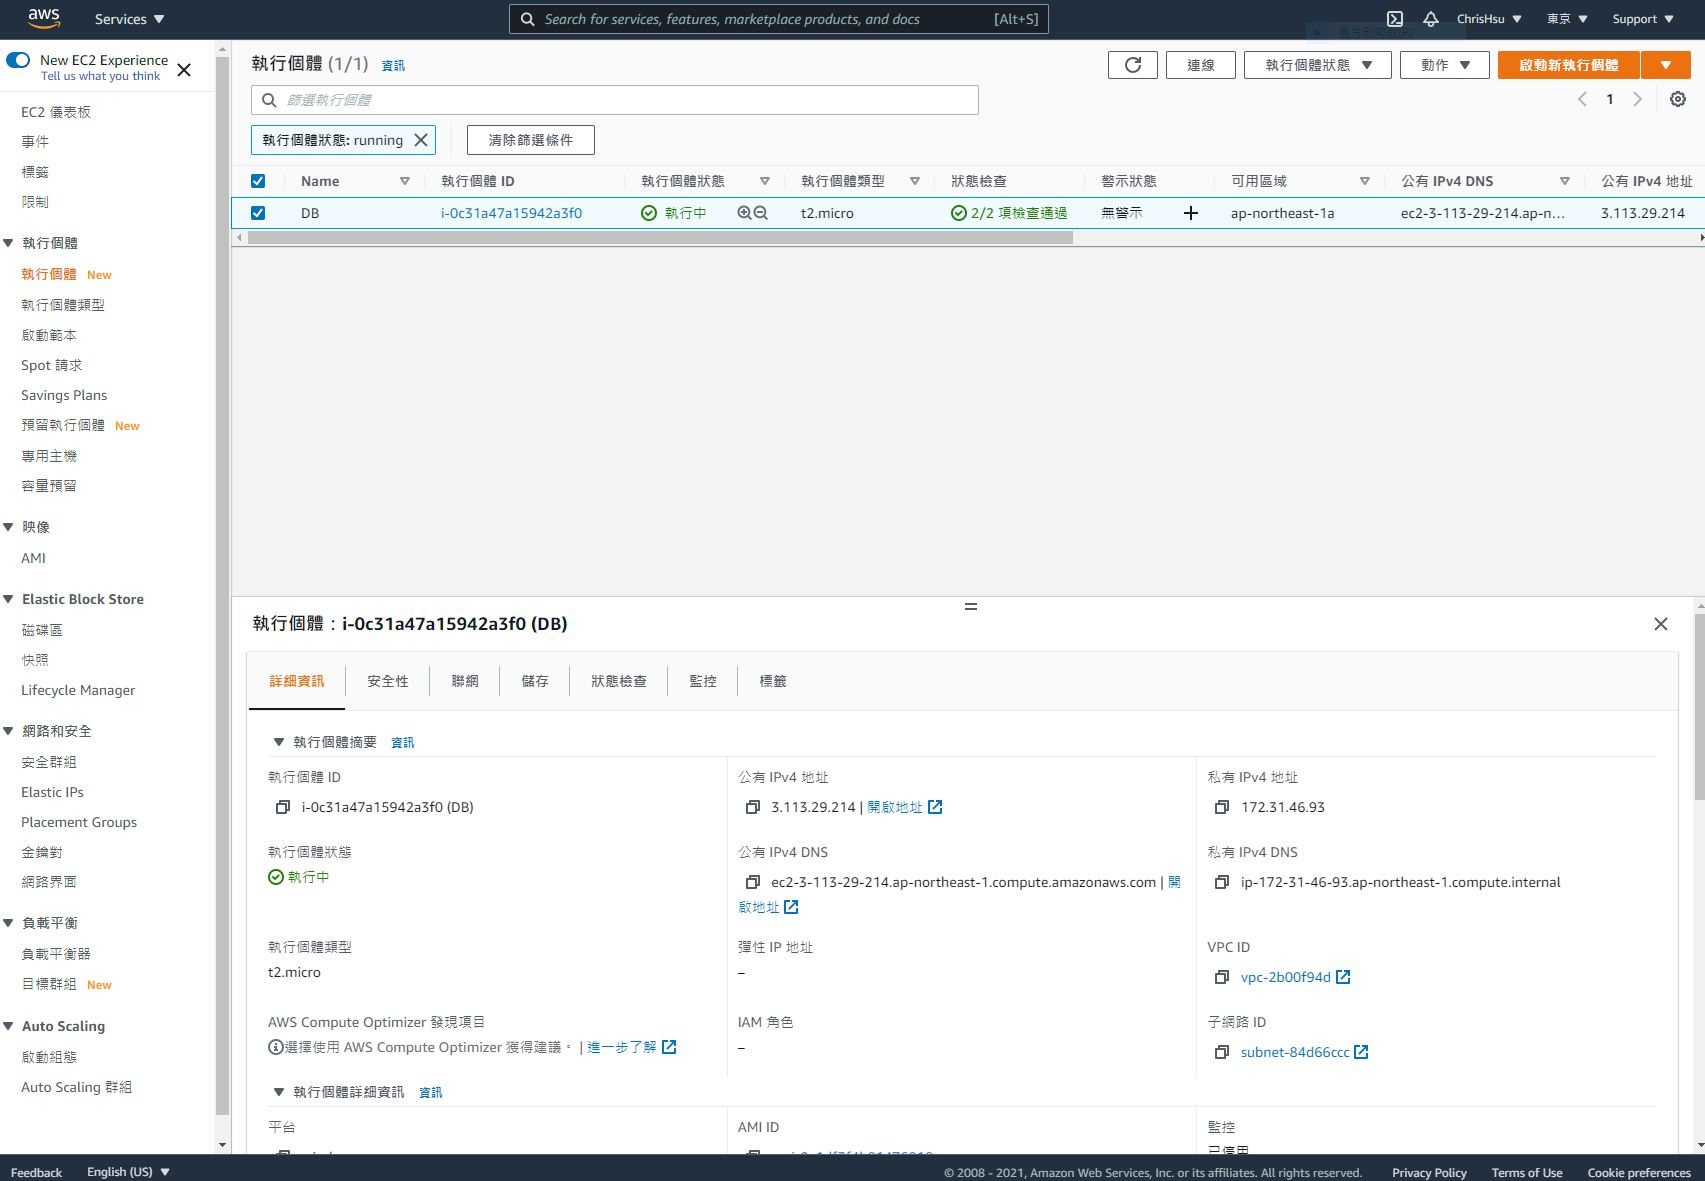 aws
Services
Search for services, features, marketplace products, and docs
[Alt+S]
ChrisHsu
東京
Support
New EC2 Experience
Tell us what you think
EC2 儀表板
事件
標籤
限制
執行個體
執行個體 New
執行個體類型
啟動範本
Spot 請求
Savings Plans
預留執行個體 New
專用主機
容量預留
映像
AMI
Elastic Block Store
磁碟區
快照
Lifecycle Manager
網路和安全
安全群組
Elastic IPs
Placement Groups
金鑰對
網路界面
負載平衡
負載平衡器
目標群組 New
Auto Scaling
啟動組態
Auto Scaling 群組
執行個體 (1/1) 資訊
連線
執行個體狀態
動作
啟動新執行個體
篩選執行個體
1
執行個體狀態: running
清除篩選條件
Name 執行個體 ID 執行個體狀態 執行個體類型 狀態檢查 警示狀態 可用區域 公有 IPv4 DNS 公有 IPv4 地址
DB i-0c31a47a15942a3f0 執行中 t2.micro 2/2 項檢查通過 無警示 ap-northeast-1a ec2-3-113-29-214.ap-n... 3.113.29.214
執行個體：i-0c31a47a15942a3f0 (DB)
詳細資訊 安全性 聯網 儲存 狀態檢查 監控 標籤
執行個體摘要 資訊
執行個體 ID
i-0c31a47a15942a3f0 (DB)
公有 IPv4 地址
3.113.29.214 | 開啟地址
私有 IPv4 地址
172.31.46.93
執行個體狀態
執行中
公有 IPv4 DNS
ec2-3-113-29-214.ap-northeast-1.compute.amazonaws.com | 開
啟地址
私有 IPv4 DNS
ip-172-31-46-93.ap-northeast-1.compute.internal
執行個體類型
t2.micro
彈性 IP 地址
–
VPC ID
vpc-2b00f94d
AWS Compute Optimizer 發現項目
選擇使用 AWS Compute Optimizer 獲得建議。 | 進一步了解
IAM 角色
–
子網路 ID
subnet-84d66ccc
執行個體詳細資訊 資訊
平台
AMI ID
監控
已停用
Feedback
English (US)
© 2008 - 2021, Amazon Web Services, Inc. or its affiliates. All rights reserved.
Privacy Policy
Terms of Use
Cookie preferences